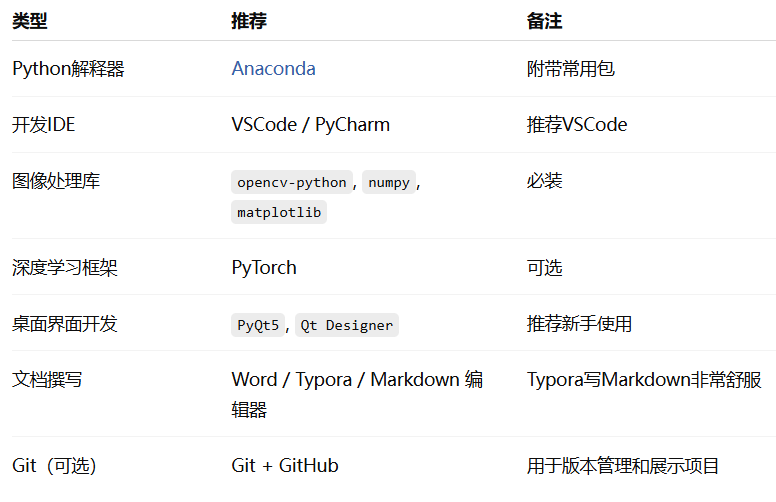 类型 推荐 备注
Python解释器 Anaconda 附带常用包
开发IDE VSCode / PyCharm 推荐VSCode
图像处理库 opencv-python, numpy, 必装
matplotlib
深度学习框架 PyTorch 可选
桌面界面开发 PyQt5, Qt Designer 推荐新手使用
文档撰写 Word / Typora / Markdown 编 Typora写Markdown非常舒服
辑器
Git（可选） Git + GitHub 用于版本管理和展示项目